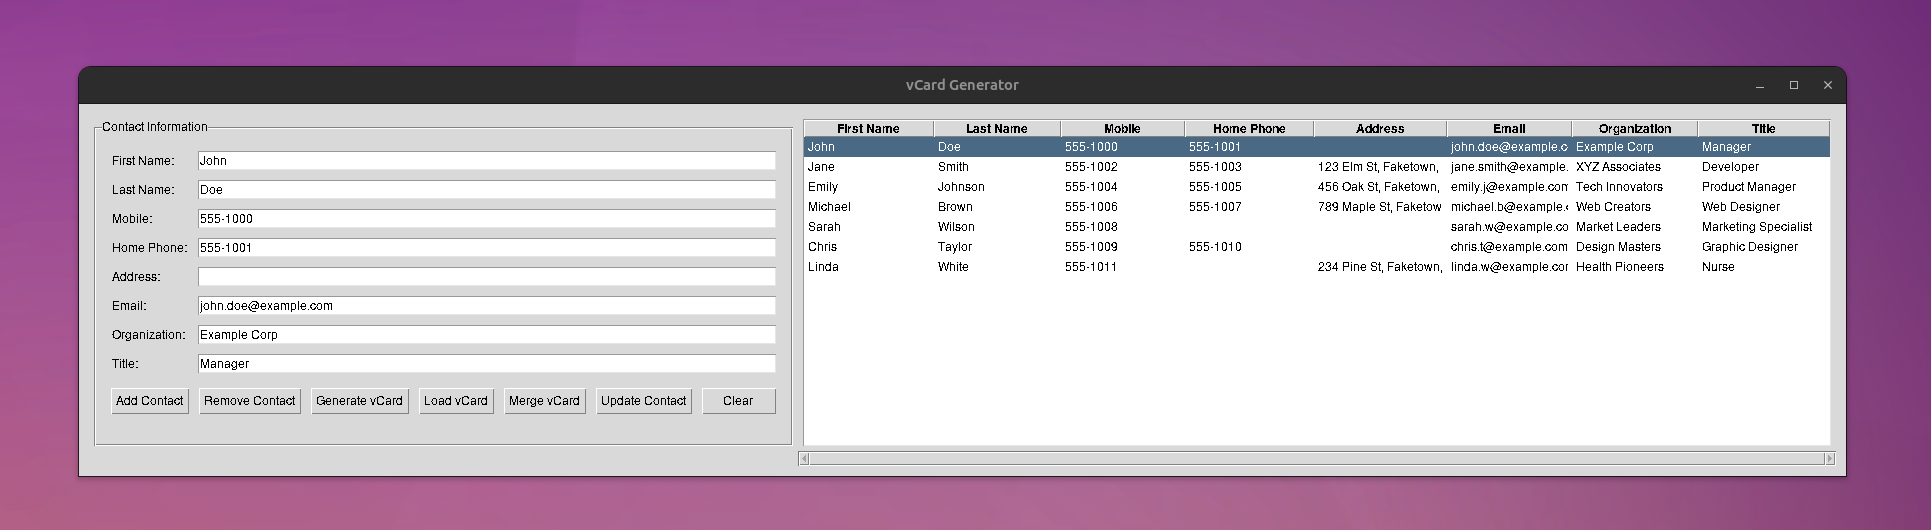 vCard Generator
Contact Information
First Name: John
Last Name: Doe
Mobile: 555-1000
Home Phone: 555-1001
Address:
Email: john.doe@example.com
Organization: Example Corp
Title: Manager
Add Contact Remove Contact Generate vCard Load vCard Merge vCard Update Contact Clear
First Name Last Name Mobile Home Phone Address Email Organization Title
John Doe 555-1000 555-1001 john.doe@example.c Example Corp Manager
Jane Smith 555-1002 555-1003 123 Elm St, Faketown, jane.smith@example. XYZ Associates Developer
Emily Johnson 555-1004 555-1005 456 Oak St, Faketown, emily.j@example.com Tech Innovators Product Manager
Michael Brown 555-1006 555-1007 789 Maple St, Faketow michael.b@example.c Web Creators Web Designer
Sarah Wilson 555-1008 sarah.w@example.co Market Leaders Marketing Specialist
Chris Taylor 555-1009 555-1010 chris.t@example.com Design Masters Graphic Designer
Linda White 555-1011 234 Pine St, Faketown, linda.w@example.cor Health Pioneers Nurse